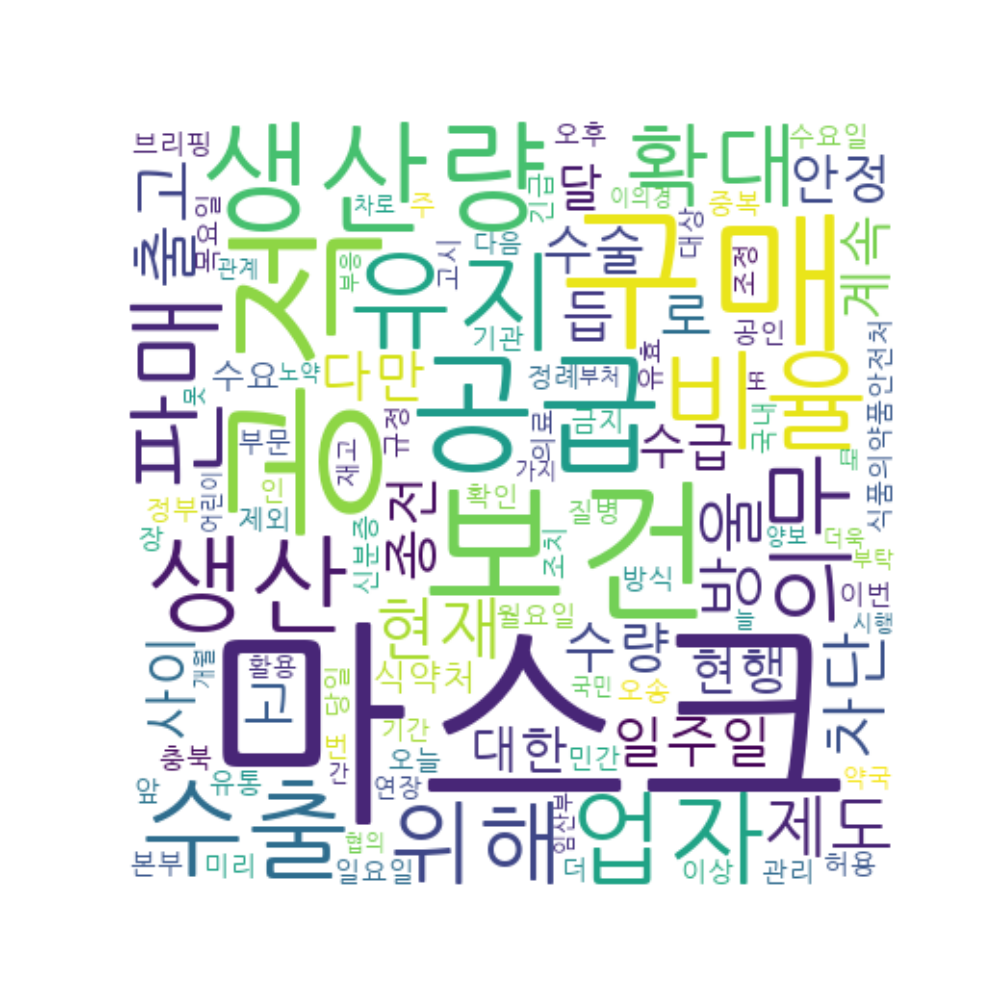 브리핑
생산량
오후
확대
수요일
출고
목요일
차로
주
긴급
달
이의경
중복
안정
관계
적
유지
부응
고시
다음
수술
대상
구매
조정
계속
판매
공
기관
듭
로
공인
유효
수요
노약
다만
공급
정례
부처
비율
또
못
부문
재고
규정
의료
금지
수급
국내
때
식품의약품안전처
정부
어린이
인
종전
가지
확인
질병
의무
장
제외
신분증
보건
조치
방식
방울
양보
더욱
부탁
생산
현재
월요일
늘
이번
시행
사이
개월
활용
고
당일
식약처
마스크
수량
국민
오송
현행
차단
충북
번
간
기간
오늘
대한
민간
일주일
약국
앞
유통
연장
수출
협의
위해
임산부
업자
제도
본부
미리
일요일
더
이상
관리
허용